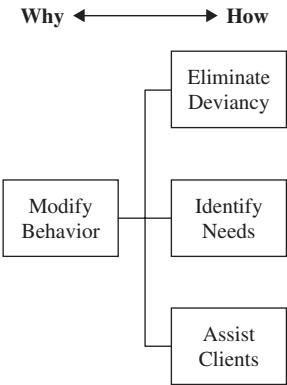 Why How
Eliminate
Deviancy
Modify
Behavior
Identify
Needs
Assist
Clients